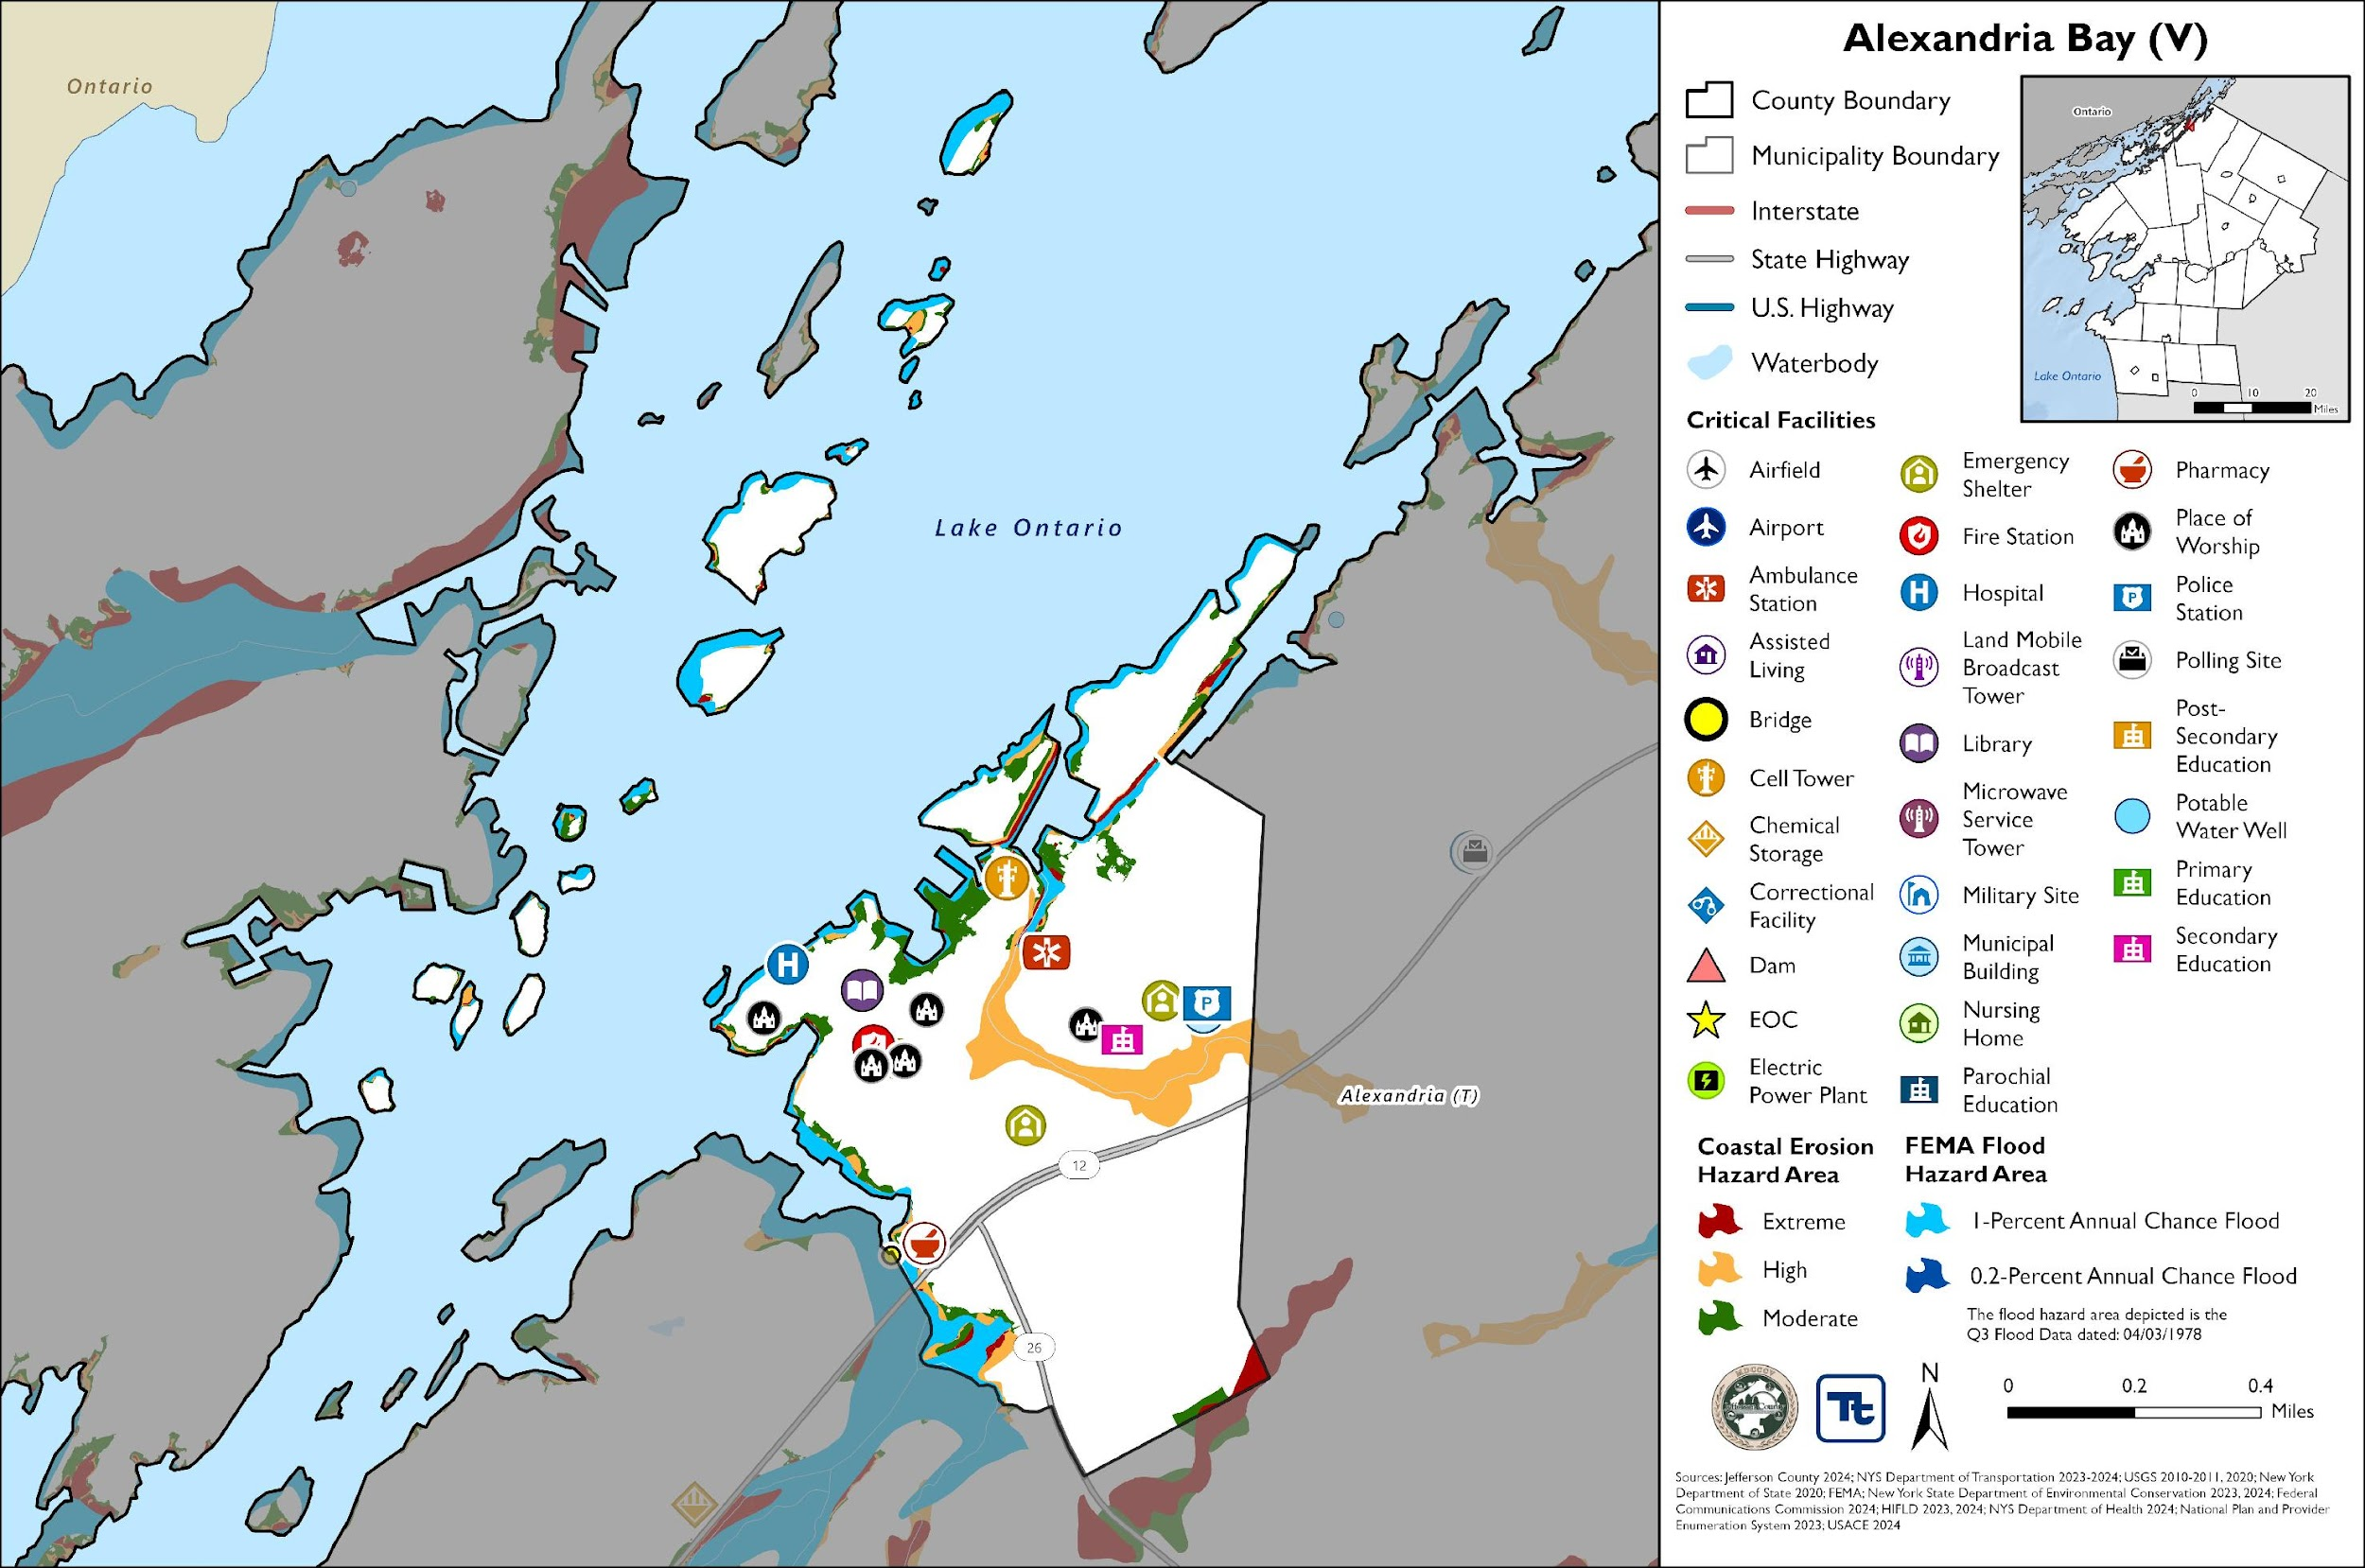 Ontario
Lake Ontario
Alexandria (T)
12
26
Alexandria Bay (V)
County Boundary
Municipality Boundary
Interstate
State Highway
U.S. Highway
Waterbody
Ontario
Lake Ontario
0 10 20
Miles
Critical Facilities
Airfield
Airport
Ambulance
Station
Assisted
Living
Bridge
Cell Tower
Chemical
Storage
Correctional
Facility
Dam
EOC
Electric
Power Plant
Emergency
Shelter
Fire Station
H
Hospital
Land Mobile
Broadcast
Tower
Library
Microwave
Service
Tower
Military Site
Municipal
Building
Nursing
Home
Parochial
Education
Pharmacy
Place of
Worship
P
Police
Station
Polling Site
Post-
Secondary
Education
Potable
Water Well
Primary
Education
Secondary
Education
H
P
Coastal Erosion
Hazard Area
Extreme
High
Moderate
FEMA Flood
Hazard Area
1-Percent Annual Chance Flood
0.2-Percent Annual Chance Flood
The flood hazard area depicted is the
Q3 Flood Data dated: 04/03/1978
Tt
N
0 0.2 0.4
Miles
Sources: Jefferson County 2024; NYS Department of Transportation 2023-2024; USGS 2010-2011, 2020; New York
Department of State 2020; FEMA; New York State Department of Environmental Conservation 2023, 2024; Federal
Communications Commission 2024; HIFLD 2023, 2024; NYS Department of Health 2024; National Plan and Provider
Enumeration System 2023; USACE 2024